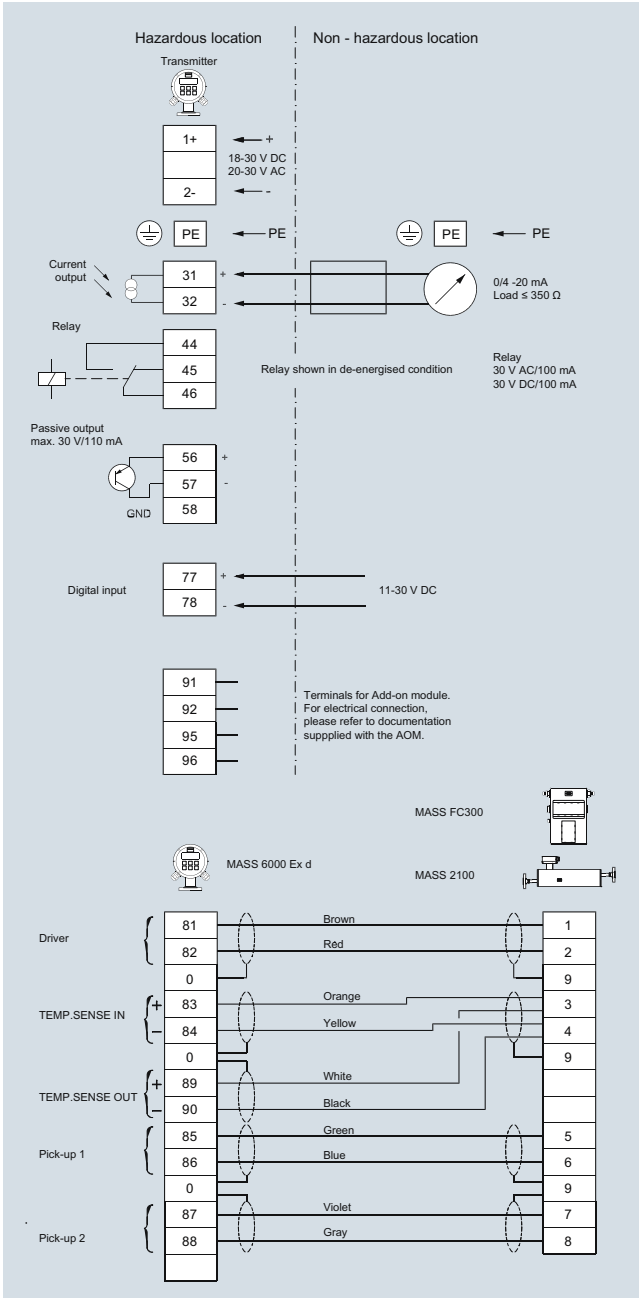 Hazardous location
Non - hazardous location
Transmitter
1+
+
18-30 V DC
20-30 V AC
2-
-
PE
PE
PE
PE
Current
output
31
+
32
-
0/4 -20 mA
Load ≤ 350 Ω
Relay
44
45
46
Relay shown in de-energised condition
Relay
30 V AC/100 mA
30 V DC/100 mA
Passive output
max. 30 V/110 mA
56
+
57
-
58
GND
Digital input
77
+
78
-
11-30 V DC
91
92
95
96
Terminals for Add-on module.
For electrical connection,
please refer to documentation
suppplied with the AOM.
MASS FC300
MASS 6000 Ex d
MASS 2100
Driver
81
Brown
1
82
Red
2
0
9
TEMP.SENSE IN
+
83
Orange
3
−
84
Yellow
4
0
9
TEMP.SENSE OUT
+
89
White
−
90
Black
Pick-up 1
85
Green
5
86
Blue
6
0
9
Pick-up 2
87
Violet
7
88
Gray
8